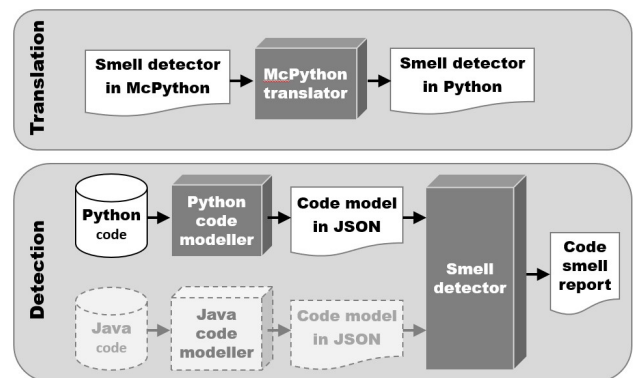 Translation
Smell detector
in McPython
McPython
translator
Smell detector
in Python
Detection
Python
code
Python
code
modeller
Code model
in JSON
Smell
detector
Code
smell
report
Java
code
Java
code
modeller
Code model
in JSON